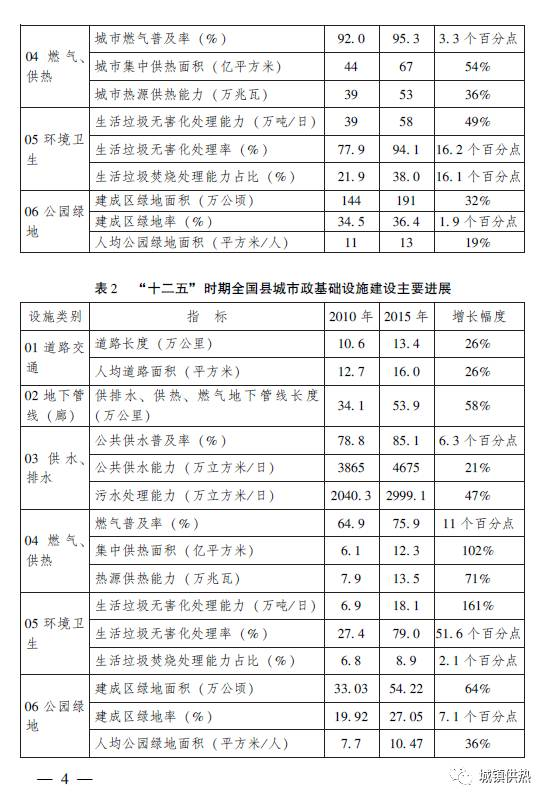 04 燃气、供热
城市燃气普及率（%） 92.0 95.3 3.3 个百分点
城市集中供热面积（亿平方米） 44 67 54%
城市热源供热能力（万兆瓦） 39 53 36%
05 环境卫生
生活垃圾无害化处理能力（万吨/日） 39 58 49%
生活垃圾无害化处理率（%） 77.9 94.1 16.2 个百分点
生活垃圾焚烧处理能力占比（%） 21.9 38.0 16.1 个百分点
06 公园绿地
建成区绿地面积（万公顷） 144 191 32%
建成区绿地率（%） 34.5 36.4 1.9 个百分点
人均公园绿地面积（平方米/人） 11 13 19%
表 2 “十二五”时期全国县城市政基础设施建设主要进展
设施类别 指 标 2010 年 2015 年 增长幅度
01 道路交通
道路长度（万公里） 10.6 13.4 26%
人均道路面积（平方米） 12.7 16.0 26%
02 地下管线（廊）
供排水、供热、燃气地下管线长度（万公里） 34.1 53.9 58%
03 供水、排水
公共供水普及率（%） 78.8 85.1 6.3 个百分点
公共供水能力（万立方米/日） 3865 4675 21%
污水处理能力（万立方米/日） 2040.3 2999.1 47%
04 燃气、供热
燃气普及率（%） 64.9 75.9 11 个百分点
集中供热面积（亿平方米） 6.1 12.3 102%
热源供热能力（万兆瓦） 7.9 13.5 71%
05 环境卫生
生活垃圾无害化处理能力（万吨/日） 6.9 18.1 161%
生活垃圾无害化处理率（%） 27.4 79.0 51.6 个百分点
生活垃圾焚烧处理能力占比（%） 6.8 8.9 2.1 个百分点
06 公园绿地
建成区绿地面积（万公顷） 33.03 54.22 64%
建成区绿地率（%） 19.92 27.05 7.1 个百分点
人均公园绿地面积（平方米/人） 7.7 10.47 36%
— 4 —
城镇供热